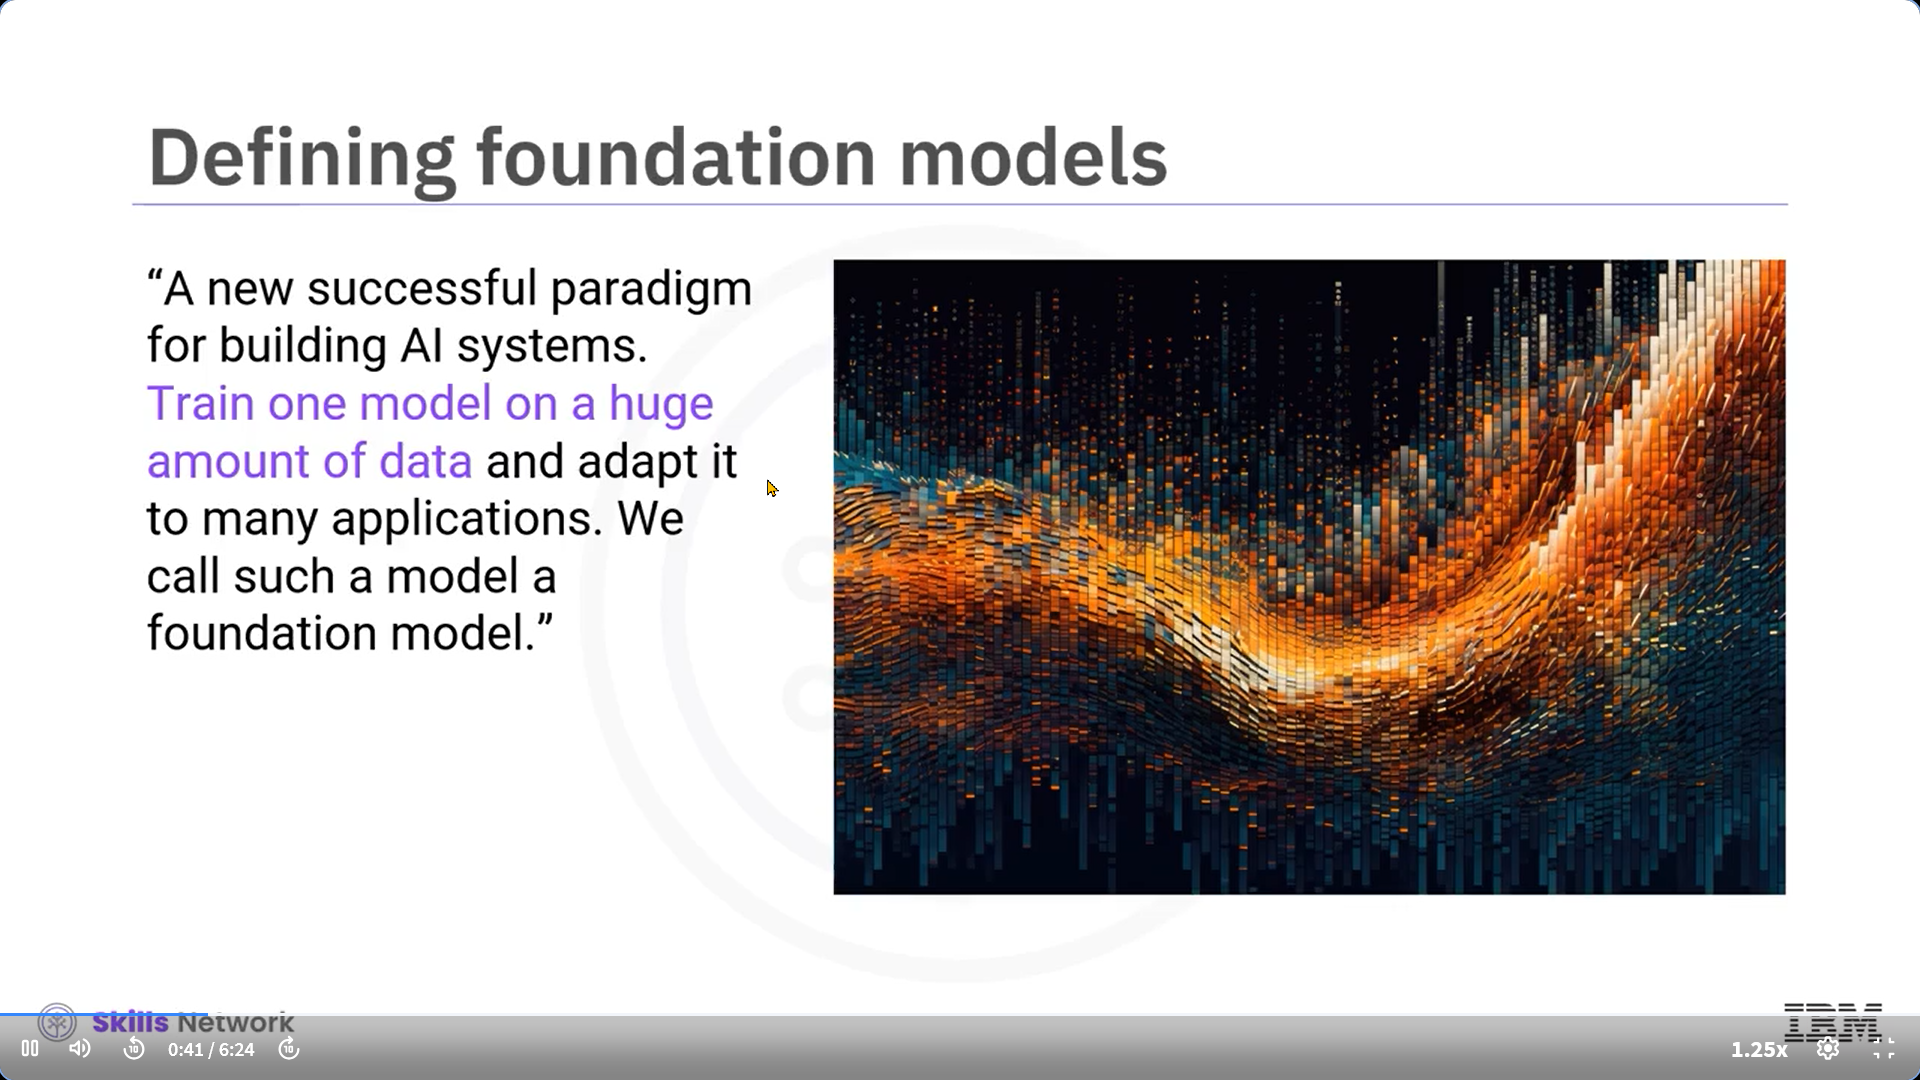 Defining foundation models
“A new successful paradigm
for building AI systems.
Train one model on a huge
amount of data and adapt it
to many applications. We
call such a model a
foundation model.”
Skills Network
IBM
10
0:41 / 6:24
10
1.25x